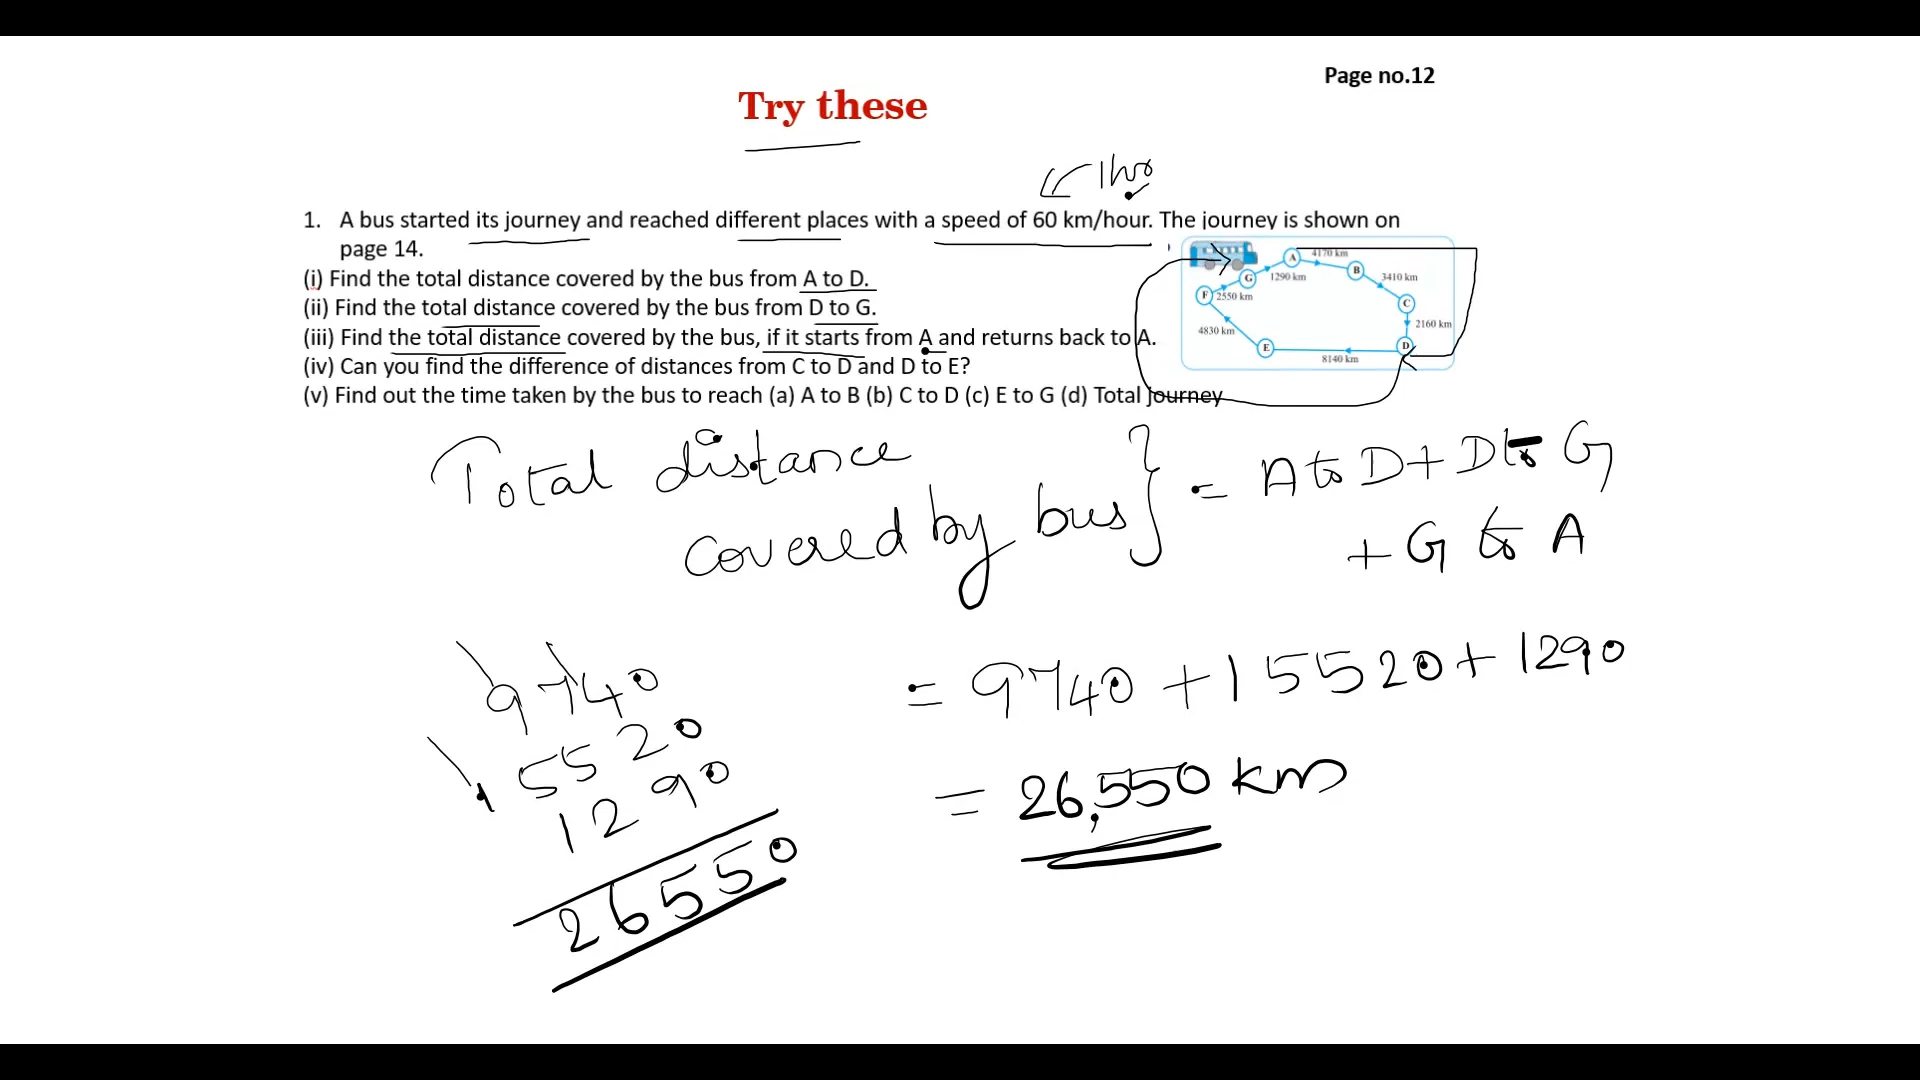 Page no.12
Try these
1hr
1. A bus started its journey and reached different places with a speed of 60 km/hour. The journey is shown on
page 14.
(i) Find the total distance covered by the bus from A to D.
(ii) Find the total distance covered by the bus from D to G.
(iii) Find the total distance covered by the bus, if it starts from A and returns back to A.
(iv) Can you find the difference of distances from C to D and D to E?
(v) Find out the time taken by the bus to reach (a) A to B (b) C to D (c) E to G (d) Total journey
A 4170 km
B
G 1290 km
3410 km
F 2550 km
C
2160 km
4830 km
E
D
8140 km
Total distance
covered by bus} = A to D + D to G
+ G to A
9740
15520
1290
26550
= 9740 + 15520 + 1290
= 26,550 km